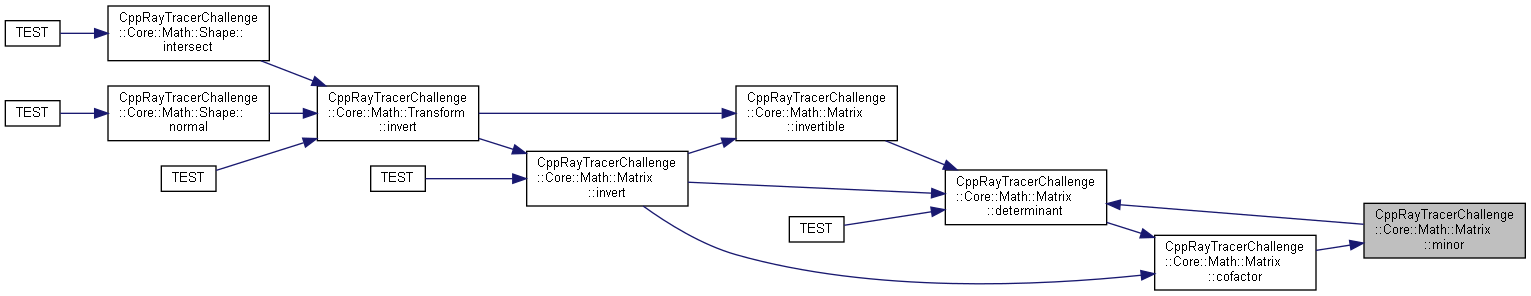 TEST
CppRayTracerChallenge
::Core::Math::Shape::
intersect
TEST
CppRayTracerChallenge
::Core::Math::Shape::
normal
TEST
CppRayTracerChallenge
::Core::Math::Transform
::invert
TEST
CppRayTracerChallenge
::Core::Math::Matrix
::invert
CppRayTracerChallenge
::Core::Math::Matrix
::invertible
TEST
CppRayTracerChallenge
::Core::Math::Matrix
::determinant
CppRayTracerChallenge
::Core::Math::Matrix
::cofactor
CppRayTracerChallenge
::Core::Math::Matrix
::minor